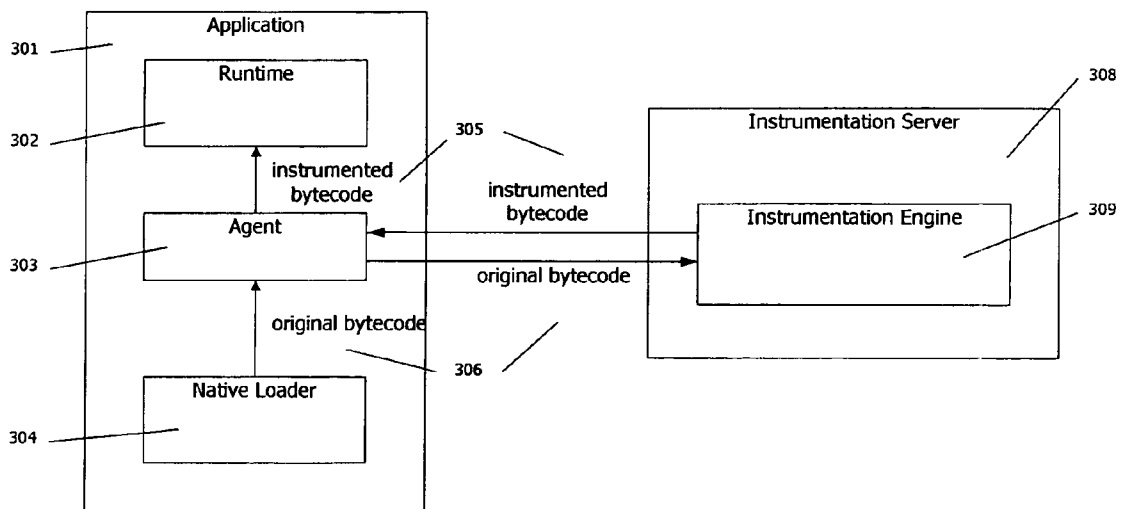 Application
301
Runtime
302
305
308
Instrumentation Server
instrumented
bytecode
instrumented
bytecode
Agent
Instrumentation Engine
309
303
original bytecode
original bytecode
306
Native Loader
304